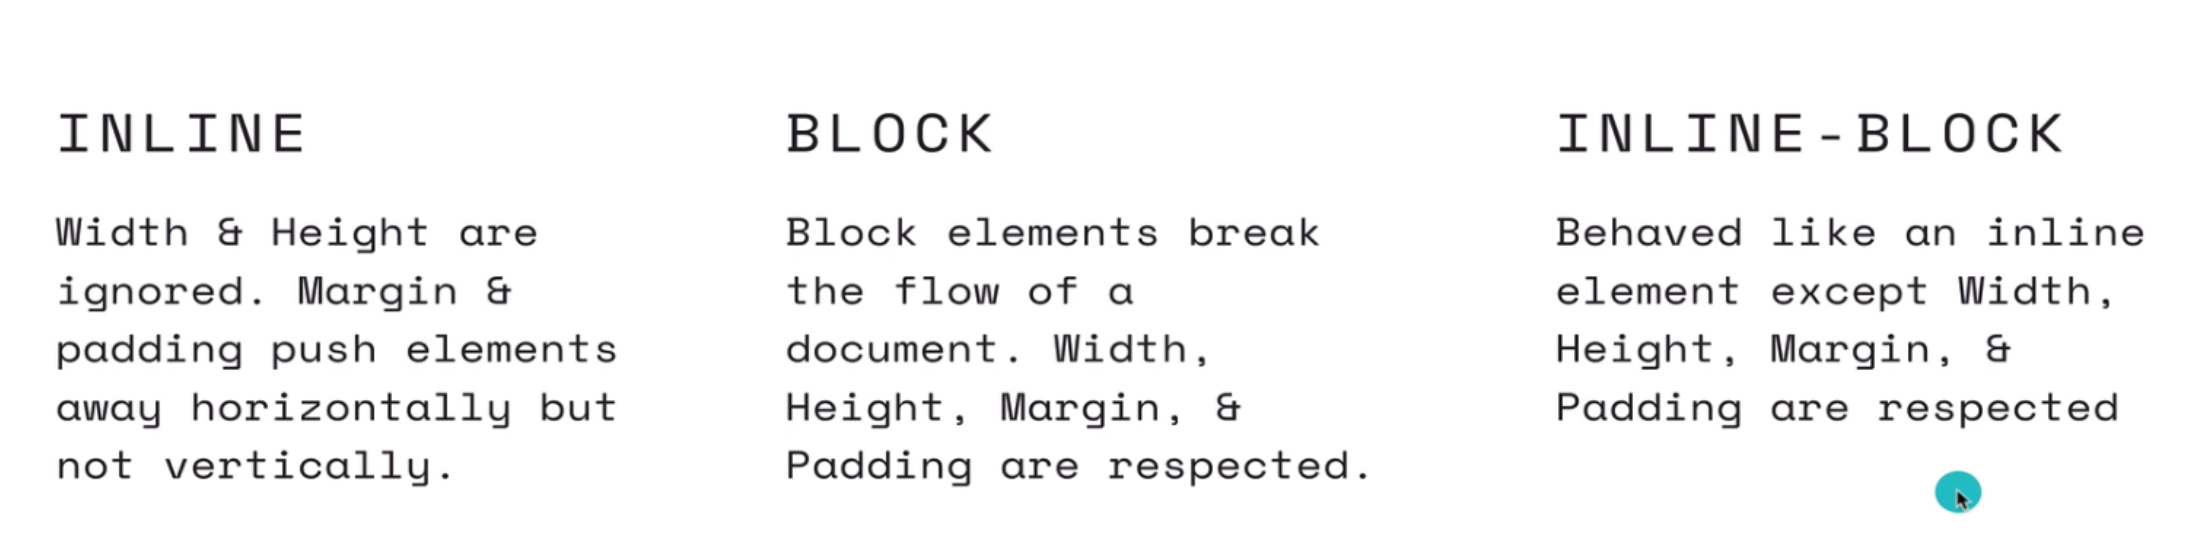 INLINE
Width & Height are
ignored. Margin &
padding push elements
away horizontally but
not vertically.
BLOCK
Block elements break
the flow of a
document. Width,
Height, Margin, &
Padding are respected.
INLINE-BLOCK
Behaved like an inline
element except Width,
Height, Margin, &
Padding are respected